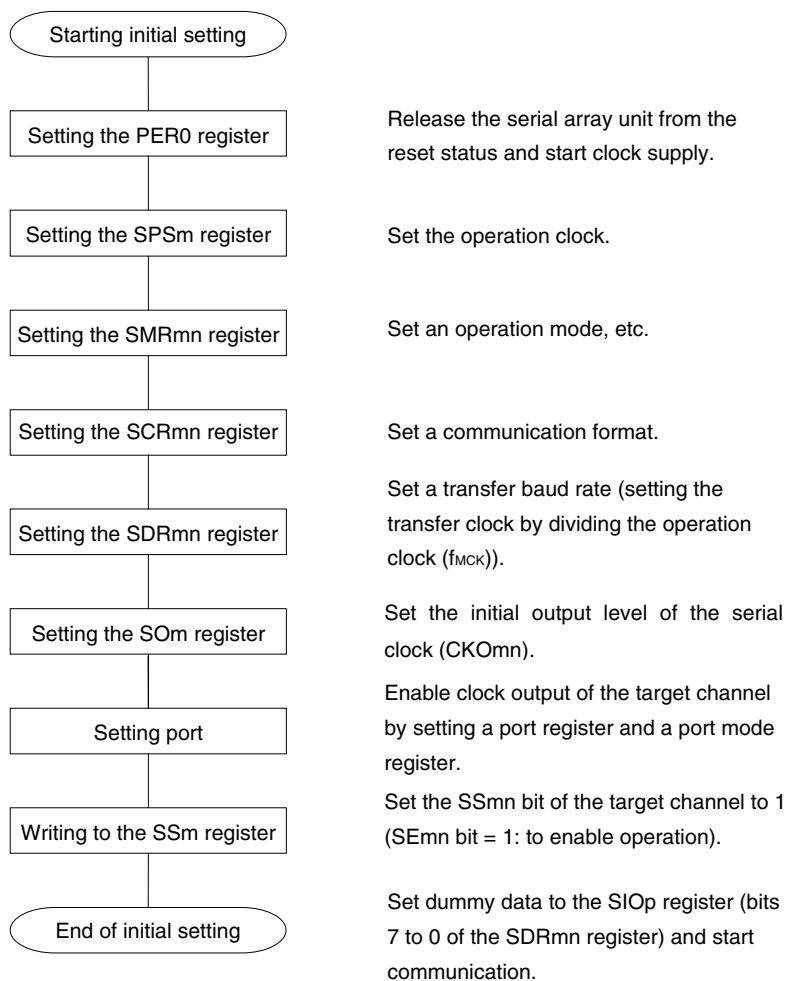 Starting initial setting
Setting the PER0 register
Release the serial array unit from the
reset status and start clock supply.
Setting the SPSm register
Set the operation clock.
Setting the SMRmn register
Set an operation mode, etc.
Setting the SCRmn register
Set a communication format.
Setting the SDRmn register
Set a transfer baud rate (setting the
transfer clock by dividing the operation
clock (fMCK)).
Setting the SOm register
Set the initial output level of the serial
clock (CKOmn).
Setting port
Enable clock output of the target channel
by setting a port register and a port mode
register.
Writing to the SSm register
Set the SSmn bit of the target channel to 1
(SEmn bit = 1: to enable operation).
End of initial setting
Set dummy data to the SIOp register (bits
7 to 0 of the SDRmn register) and start
communication.